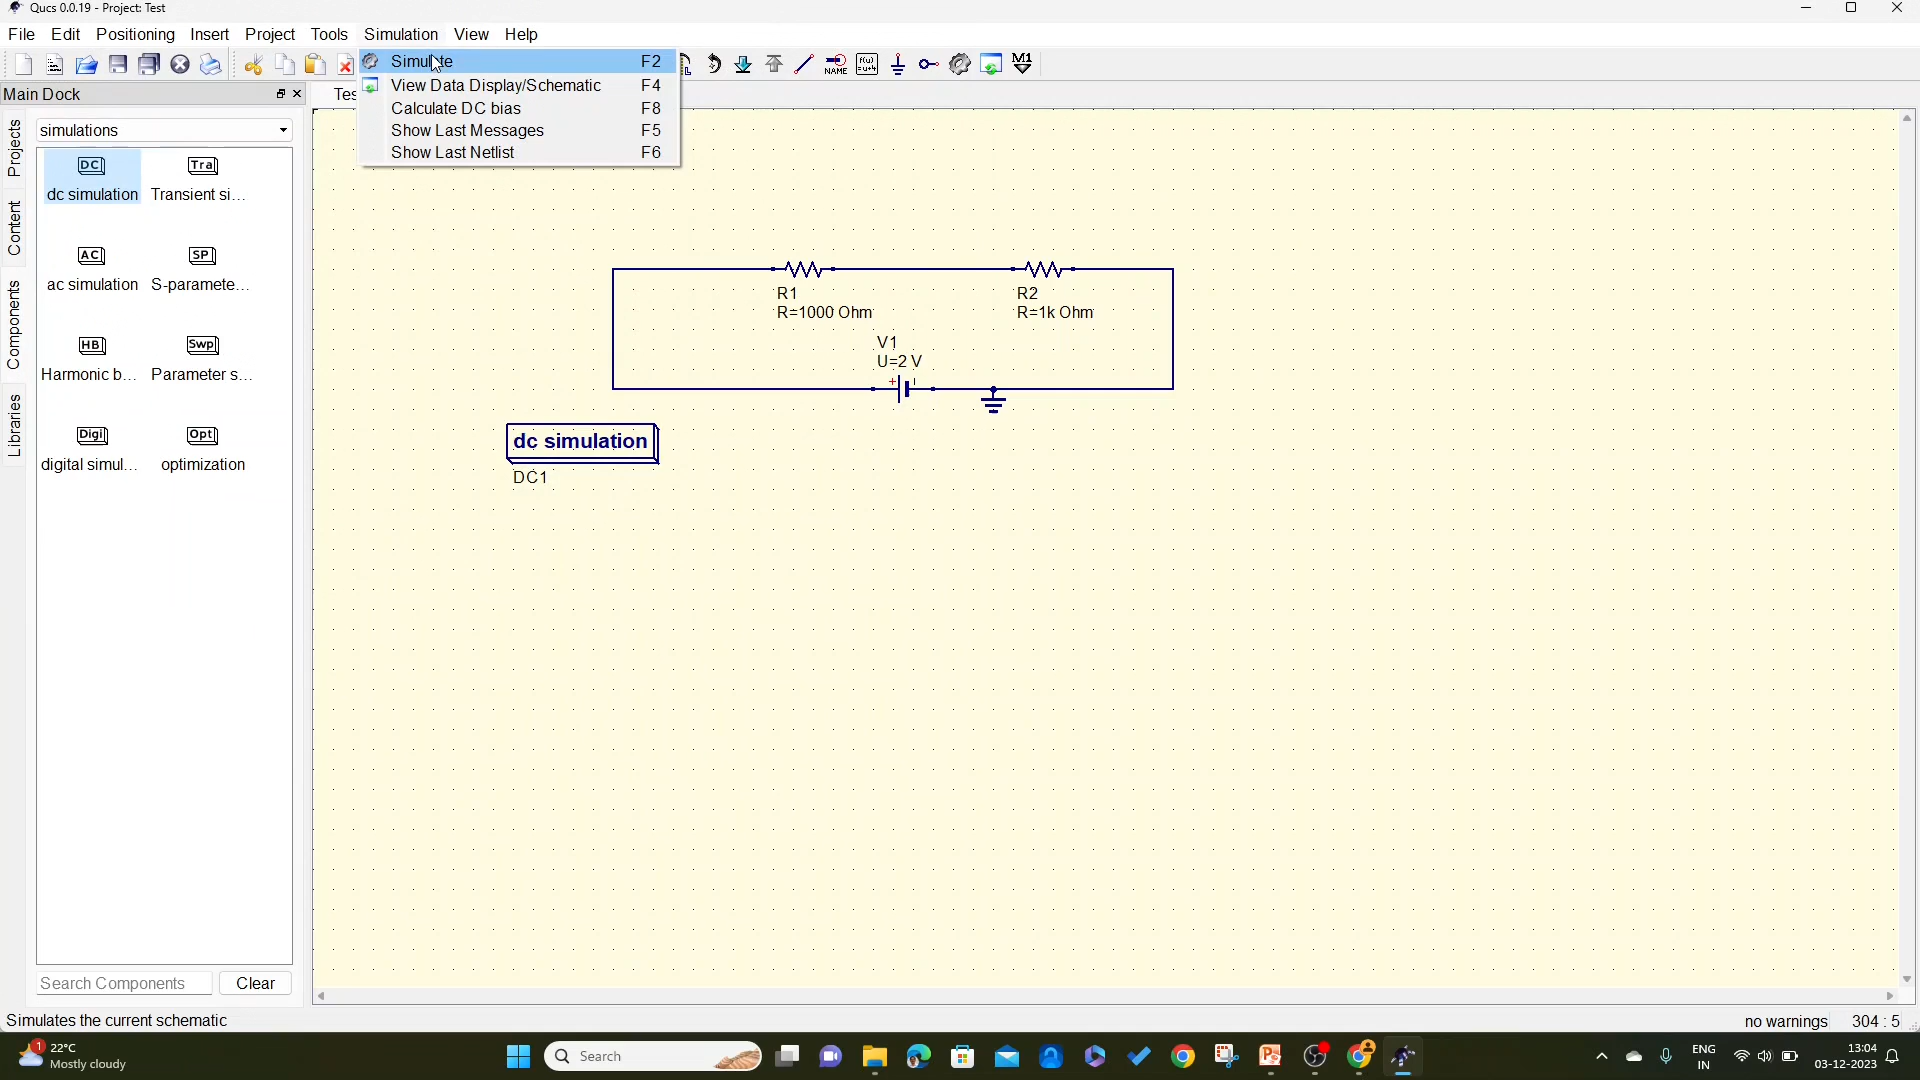 Qucs 0.0.19 - Project: Test
File Edit Positioning Insert Project Tools Simulation View Help
Simulate F2
View Data Display/Schematic F4
Calculate DC bias F8
Show Last Messages F5
Show Last Netlist F6
NAME
M1
Main Dock
Projects
Content
Components
Libraries
simulations
DC
dc simulation
Tra
Transient si...
AC
ac simulation
SP
S-paramete...
HB
Harmonic b...
Swp
Parameter s...
Digi
digital simul...
Opt
optimization
Search Components
Clear
R1
R=1000 Ohm
R2
R=1k Ohm
V1
U=2 V
dc simulation
DC1
Simulates the current schematic
no warnings 304 : 5
1
22°C
Mostly cloudy
Search
ENG
IN
13:04
03-12-2023